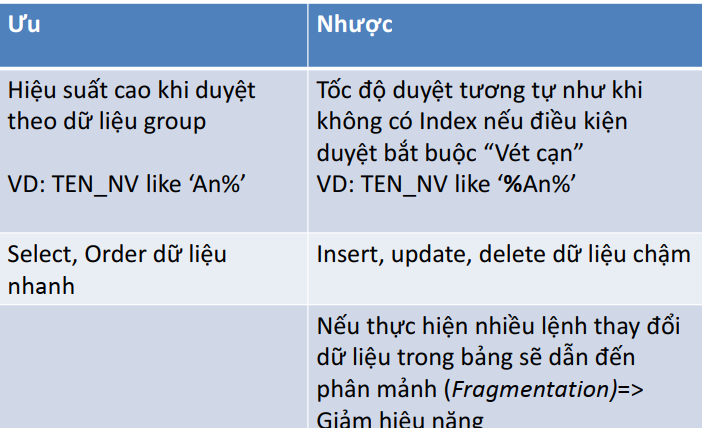 Ưu
Nhược
Hiệu suất cao khi duyệt
theo dữ liệu group
VD: TEN_NV like ‘An%’
Tốc độ duyệt tương tự như khi
không có Index nếu điều kiện
duyệt bắt buộc “Vét cạn”
VD: TEN_NV like ‘%An%’
Select, Order dữ liệu
nhanh
Insert, update, delete dữ liệu chậm
Nếu thực hiện nhiều lệnh thay đổi
dữ liệu trong bảng sẽ dẫn đến
phân mảnh (Fragmentation)=>
Giảm hiệu năng